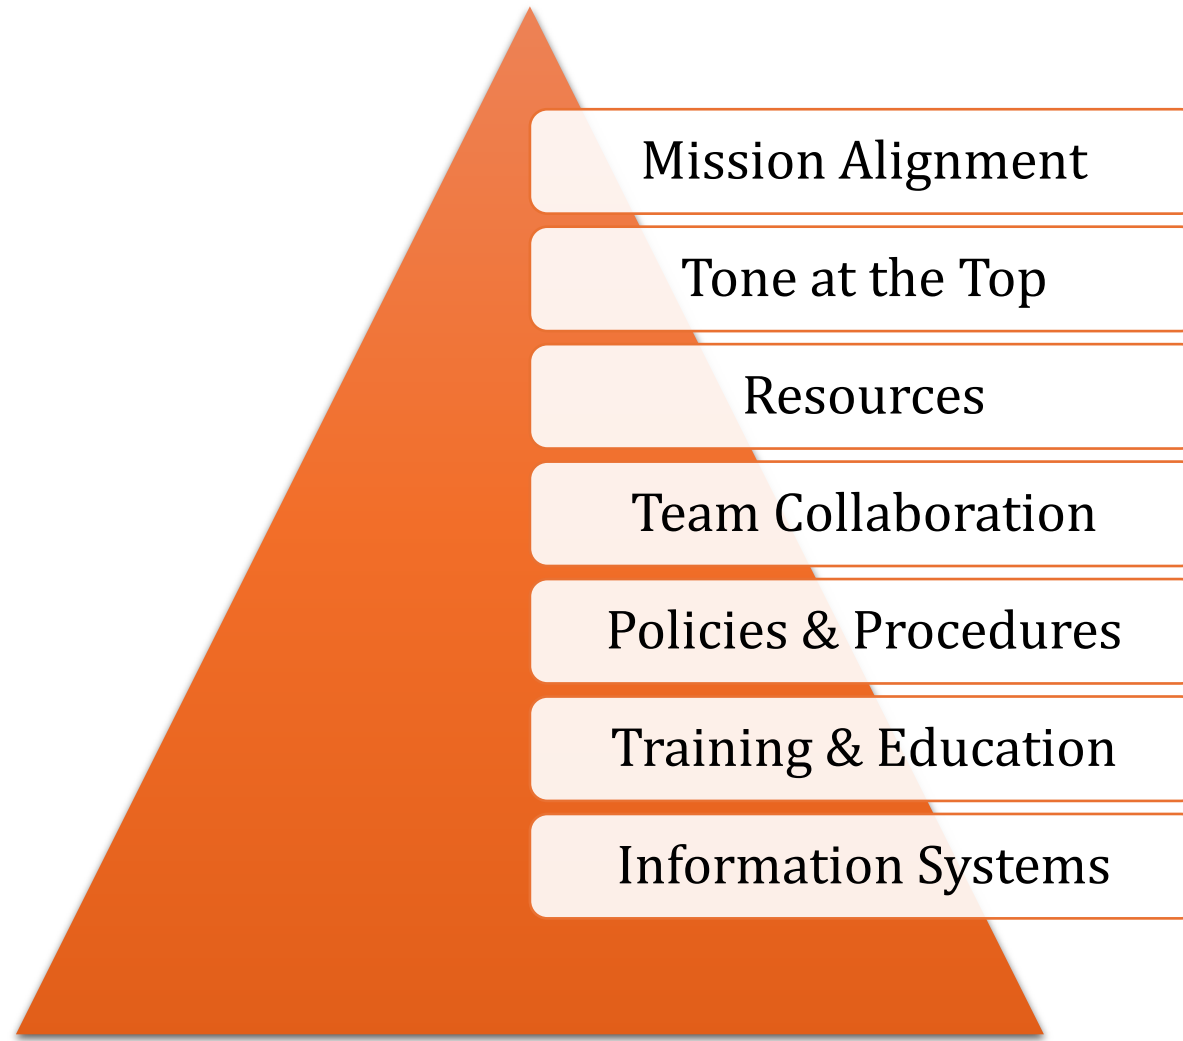 Mission Alignment
Tone at the Top
Resources
Team Collaboration
Policies & Procedures
Training & Education
Information Systems